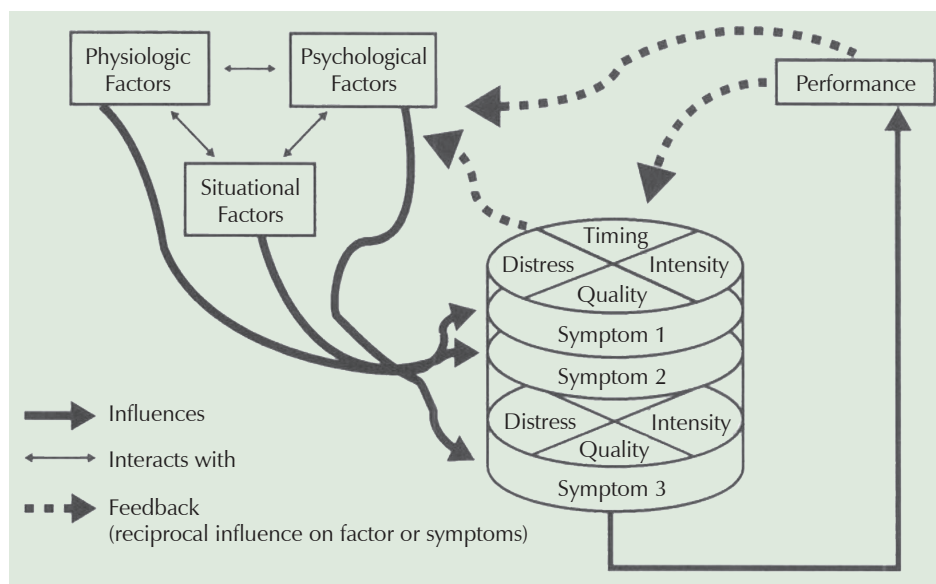 Physiologic
Factors
Psychological
Factors
Performance
Situational
Factors
Timing
Distress
Intensity
Quality
Symptom 1
Symptom 2
Distress
Intensity
Quality
Symptom 3
Influences
Interacts with
Feedback
(reciprocal influence on factor or symptoms)